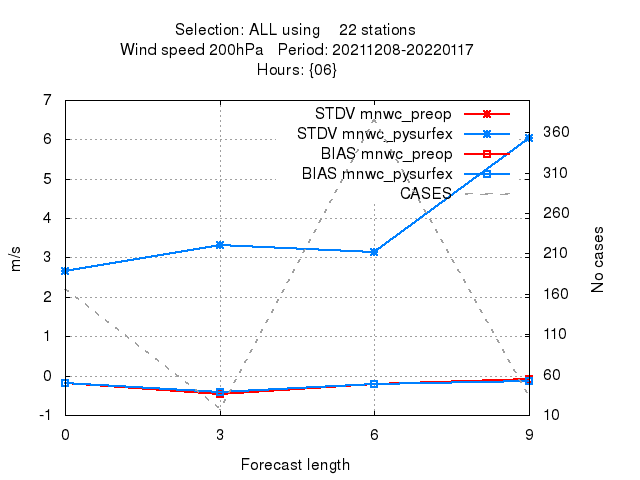 Selection: ALL using    22 stations
Wind speed 200hPa   Period: 20211208-20220117
Hours: {06}
STDV mnwc_preop
STDV mnwc_pysurfex
BIAS mnwc_preop
BIAS mnwc_pysurfex
CASES
7
6
5
4
3
2
1
0
-1
m/s
360
310
260
210
160
110
60
10
No cases
0 3 6 9
Forecast length